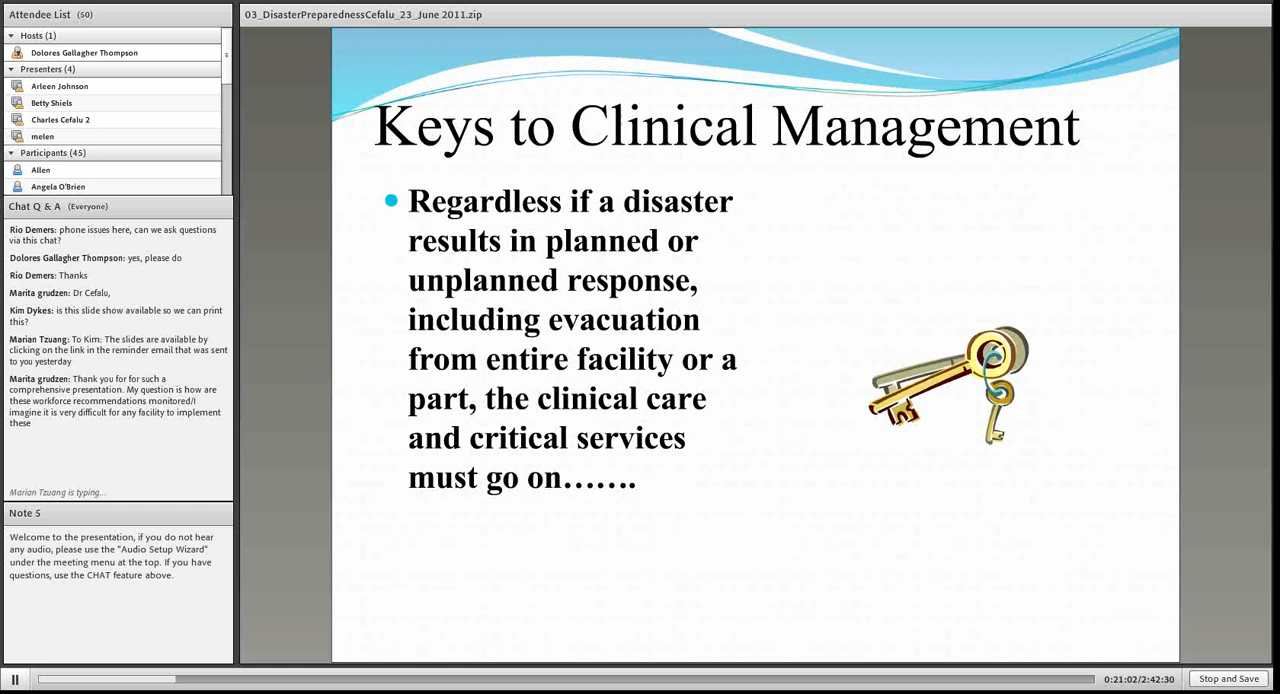 Attendee List (50)
Hosts (1)
Dolores Gallagher Thompson
Presenters (4)
Arleen Johnson
Betty Shiels
Charles Cefalu 2
melen
Participants (45)
Allen
Angela O'Brien
Chat Q & A (Everyone)
Rio Demers: phone issues here, can we ask questions
via this chat?
Dolores Gallagher Thompson: yes, please do
Rio Demers: Thanks
Marita grudzen: Dr Cefalu,
Kim Dykes: is this slide show available so we can print
this?
Marian Tzuang: To Kim: The slides are available by
clicking on the link in the reminder email that was sent
to you yesterday
Marita grudzen: Thank you for for such a
comprehensive presentation. My question is how are
these workforce recommendations monitored/I
imagine it is very difficult for any facility to implement
these
Marian Tzuang is typing...
Note 5
Welcome to the presentation, if you do not hear
any audio, please use the "Audio Setup Wizard"
under the meeting menu at the top. If you have
questions, use the CHAT feature above.
03_DisasterPreparednessCefalu_23_June 2011.zip
Keys to Clinical Management
Regardless if a disaster
results in planned or
unplanned response,
including evacuation
from entire facility or a
part, the clinical care
and critical services
must go on…….
0:21:02/2:42:30
Stop and Save